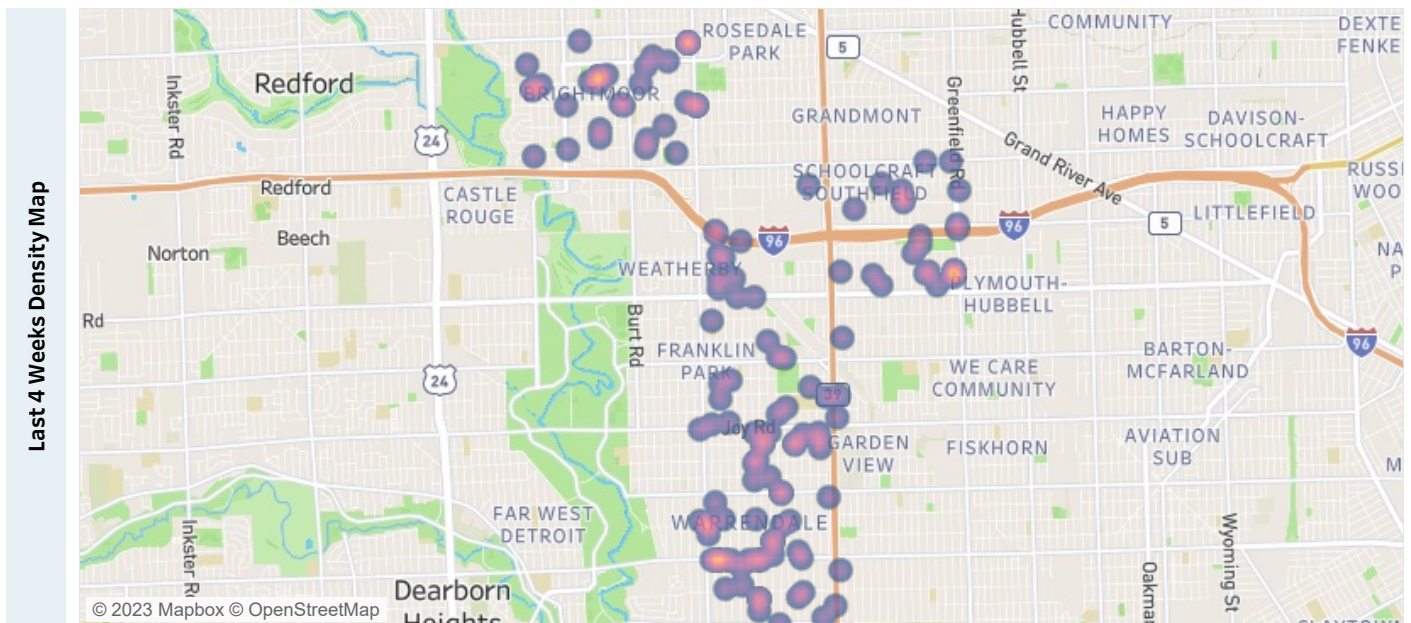 Last 4 Weeks Density Map
ROSEDALE
PARK
COMMUNITY
Hubbell St
DEXTE
FENKE
5
Redford
Inkster Rd
BRIGHTMOOR
Greenfield Rd
GRANDMONT
HAPPY
HOMES
DAVISON-
SCHOOLCRAFT
24
Grand River Ave
SCHOOLCRAFT
SOUTHFIELD
RUSS
WOO
Redford
CASTLE
ROUGE
LITTLEFIELD
5
96
96
Beech
Norton
WEATHERBY
NA
P
PLYMOUTH-
HUBBELL
Rd
Burt Rd
FRANKLIN
PARK
96
BARTON-
MCFARLAND
WE CARE
COMMUNITY
24
39
Joy Rd
GARDEN
VIEW
FISKHORN
AVIATION
SUB
M
FAR WEST
DETROIT
WARRENDALE
Inkster R
Wyoming St
Oakma
Dearborn
Heights
© 2023 Mapbox © OpenStreetMap